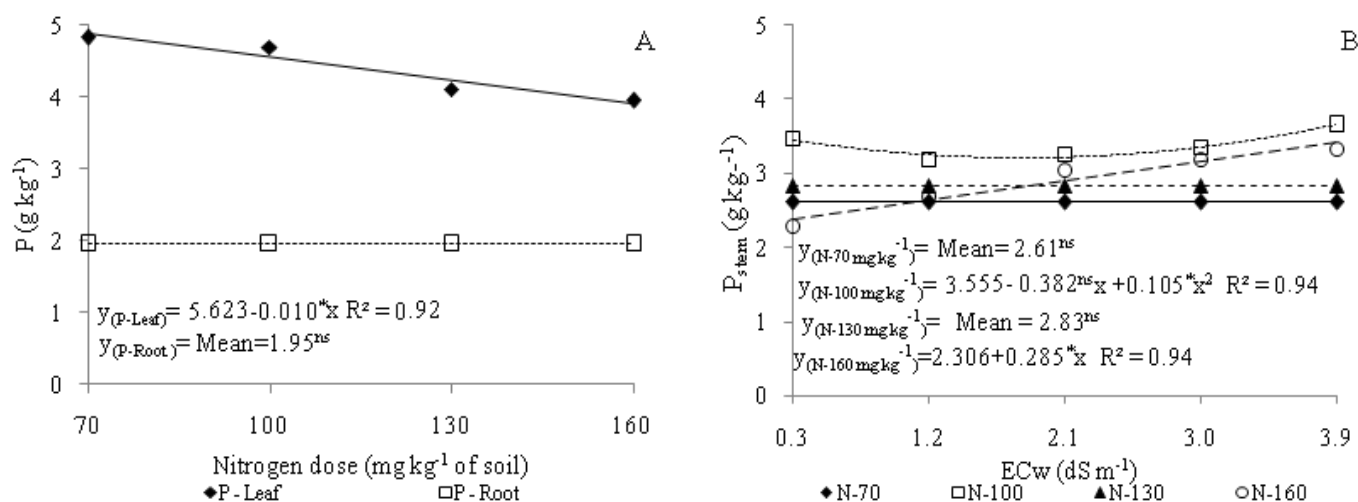 A
P (g kg⁻¹)
5
4
3
2
1
0
y(P-Leaf)= 5.623-0.010*x R² = 0.92
y(P-Root)= Mean=1.95ⁿˢ
70 100 130 160
Nitrogen dose (mg kg⁻¹ of soil)
P - Leaf P - Root
B
Pstem (g kg-¹)
5
4
3
2
1
0
y(N-70 mg kg⁻¹)= Mean= 2.61ⁿˢ
y(N-100 mg kg⁻¹)= 3.555- 0.382ⁿˢx +0.105*x² R² = 0.94
y(N-130 mg kg⁻¹)= Mean = 2.83ⁿˢ
y(N-160 mg kg⁻¹)=2.306+0.285*x R² = 0.94
0.3 1.2 2.1 3.0 3.9
ECw (dS m⁻¹)
N-70 N-100 N-130 N-160